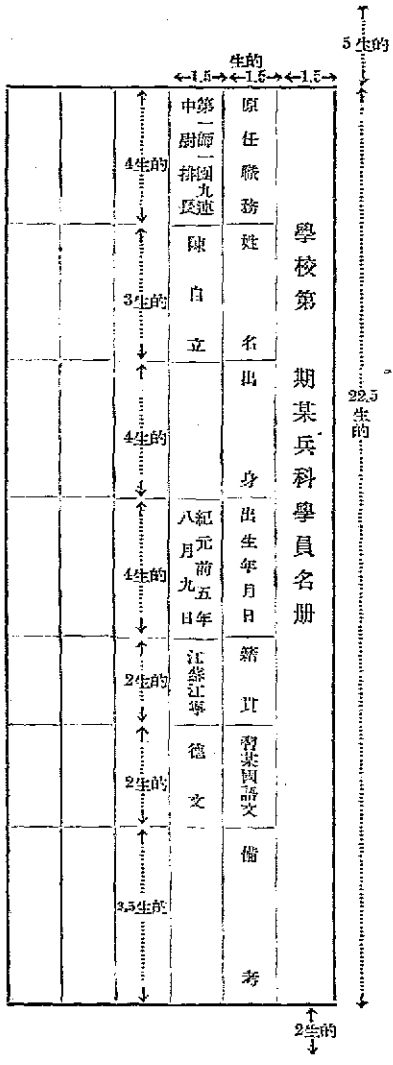 5生的
22.5生的
2生的
生的
1.5
1.5
1.5
學校第　期某兵科學員名册
原任職務
姓名
出身
出生年月日
籍貫
習某國語文
備考
第一師一團九連
中尉排長
陳自立
紀元前五年
八月九日
江蘇江寧
德文
4生的
3生的
4生的
4生的
2生的
2生的
3.5生的